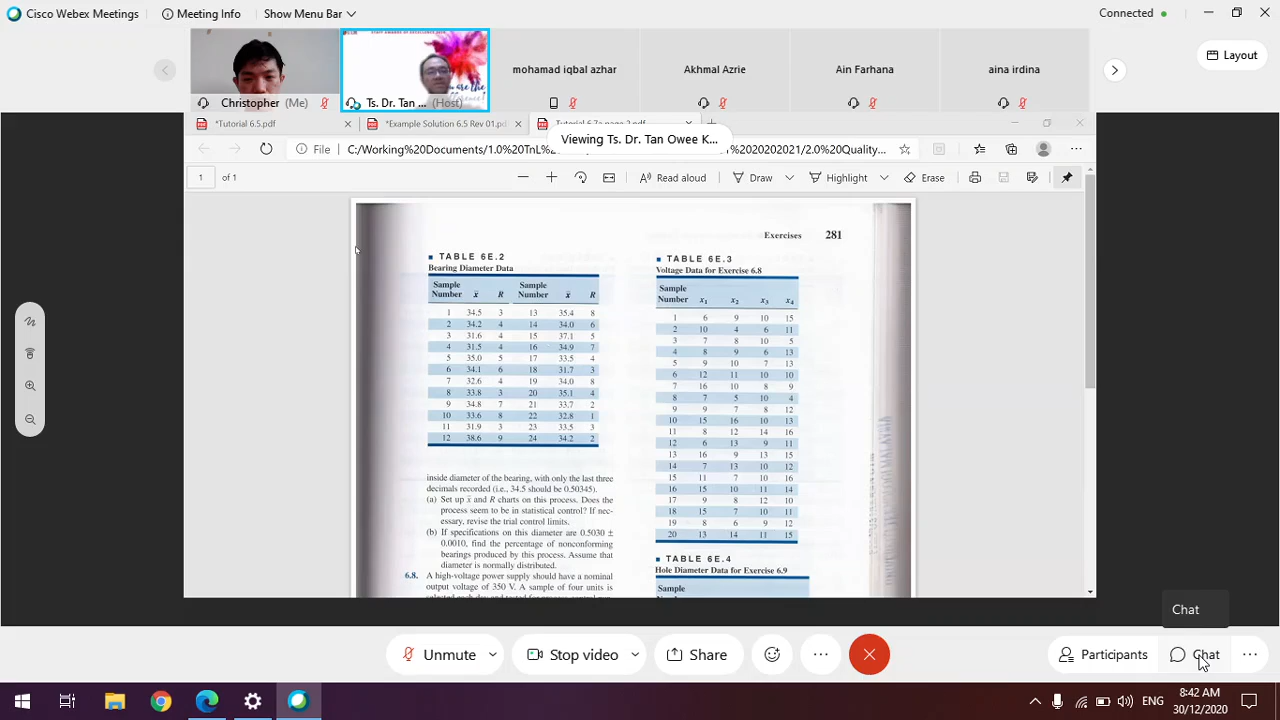 Cisco Webex Meetings
Meeting Info
Show Menu Bar
Connected
Christopher (Me)
Ts. Dr. Tan ... (Host)
mohamad iqbal azhar
Akhmal Azrie
Ain Farhana
aina irdina
Layout
*Tutorial 6.5.pdf
*Example Solution 6.5 Rev 01.pdf
Viewing Ts. Dr. Tan Owee K...
File
C:/Working%20Documents/1.0%20TnL
1%2020202021/2.0%20Quality...
1 of 1
Read aloud
Draw
Highlight
Erase
Exercises 281
TABLE 6E.2
Bearing Diameter Data
Sample Sample
Number x̄ R Number x̄ R
1 34.5 3 13 35.4 8
2 34.2 4 14 34.0 6
3 31.6 4 15 37.1 5
4 31.5 4 16 34.9 7
5 35.0 5 17 33.5 4
6 34.1 6 18 31.7 3
7 32.6 4 19 34.0 8
8 33.8 3 20 35.1 4
9 34.8 7 21 33.7 2
10 33.6 8 22 32.8 1
11 31.9 3 23 33.5 3
12 38.6 9 24 34.2 2
inside diameter of the bearing, with only the last three
decimals recorded (i.e., 34.5 should be 0.50345).
(a) Set up x̄ and R charts on this process. Does the
process seem to be in statistical control? If nec-
essary, revise the trial control limits.
(b) If specifications on this diameter are 0.5030 ±
0.0010, find the percentage of nonconforming
bearings produced by this process. Assume that
diameter is normally distributed.
6.8. A high-voltage power supply should have a nominal
output voltage of 350 V. A sample of four units is
TABLE 6E.3
Voltage Data for Exercise 6.8
Sample
Number x1 x2 x3 x4
1 6 9 10 15
2 10 4 6 11
3 7 8 10 5
4 8 9 6 13
5 9 10 7 13
6 12 11 10 10
7 16 10 8 9
8 7 5 10 4
9 9 7 8 12
10 15 16 10 13
11 8 12 14 16
12 6 13 9 11
13 16 9 13 15
14 7 13 10 12
15 11 7 10 16
16 15 10 11 14
17 9 8 12 10
18 15 7 10 11
19 8 6 9 12
20 13 14 11 15
TABLE 6E.4
Hole Diameter Data for Exercise 6.9
Sample
Chat
Unmute
Stop video
Share
Participants
Chat
ENG
8:42 AM
30/12/2020